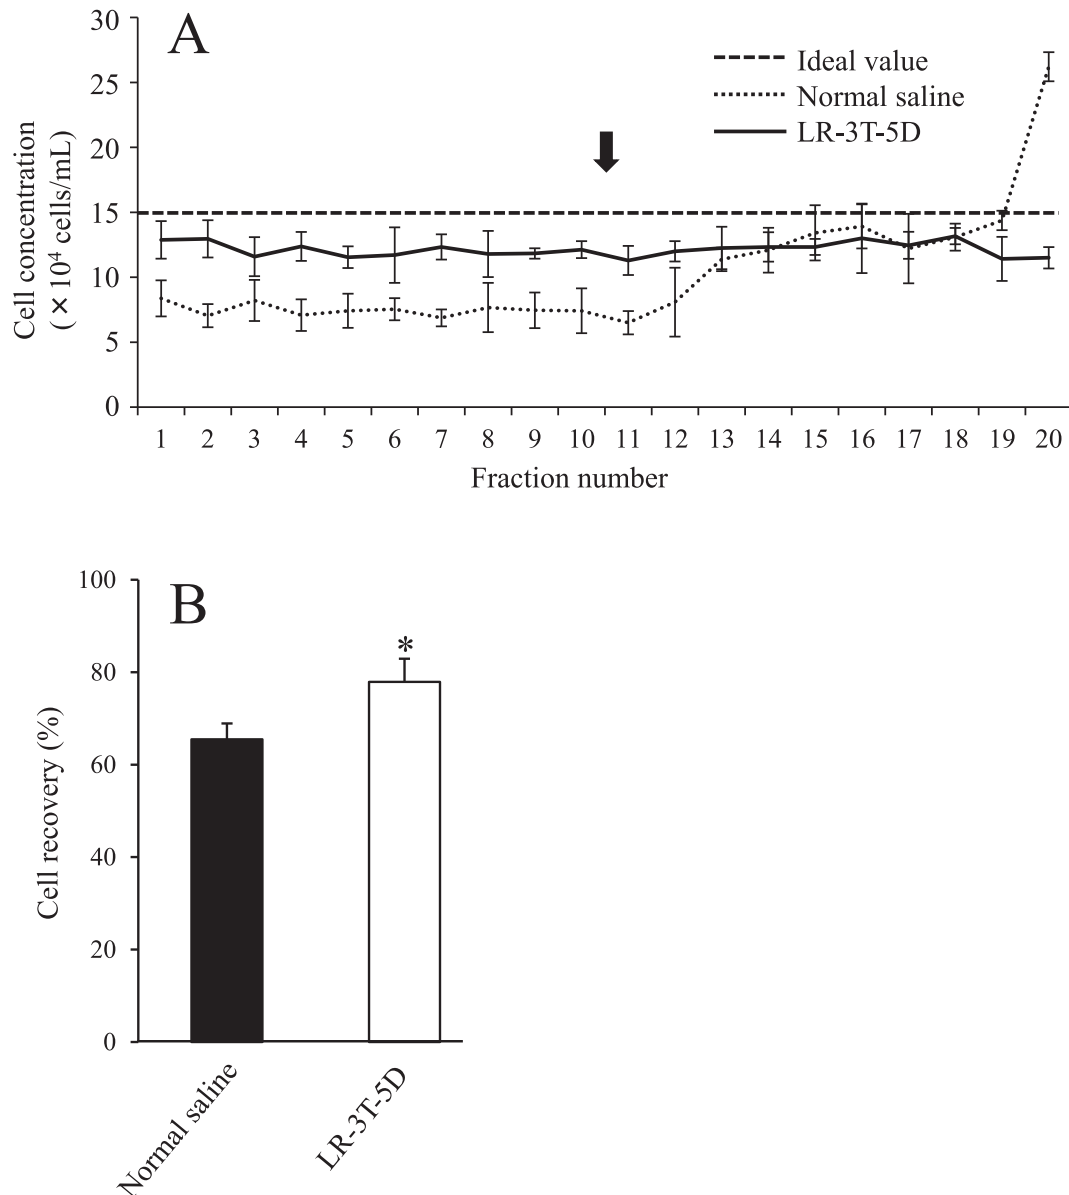 A
30
25
20
15
10
5
0
Cell concentration
(×10⁴ cells/mL)
Ideal value
Normal saline
LR-3T-5D
1 2 3 4 5 6 7 8 9 10 11 12 13 14 15 16 17 18 19 20
Fraction number
B
100
80
60
40
20
0
Cell recovery (%)
*
Normal saline
LR-3T-5D